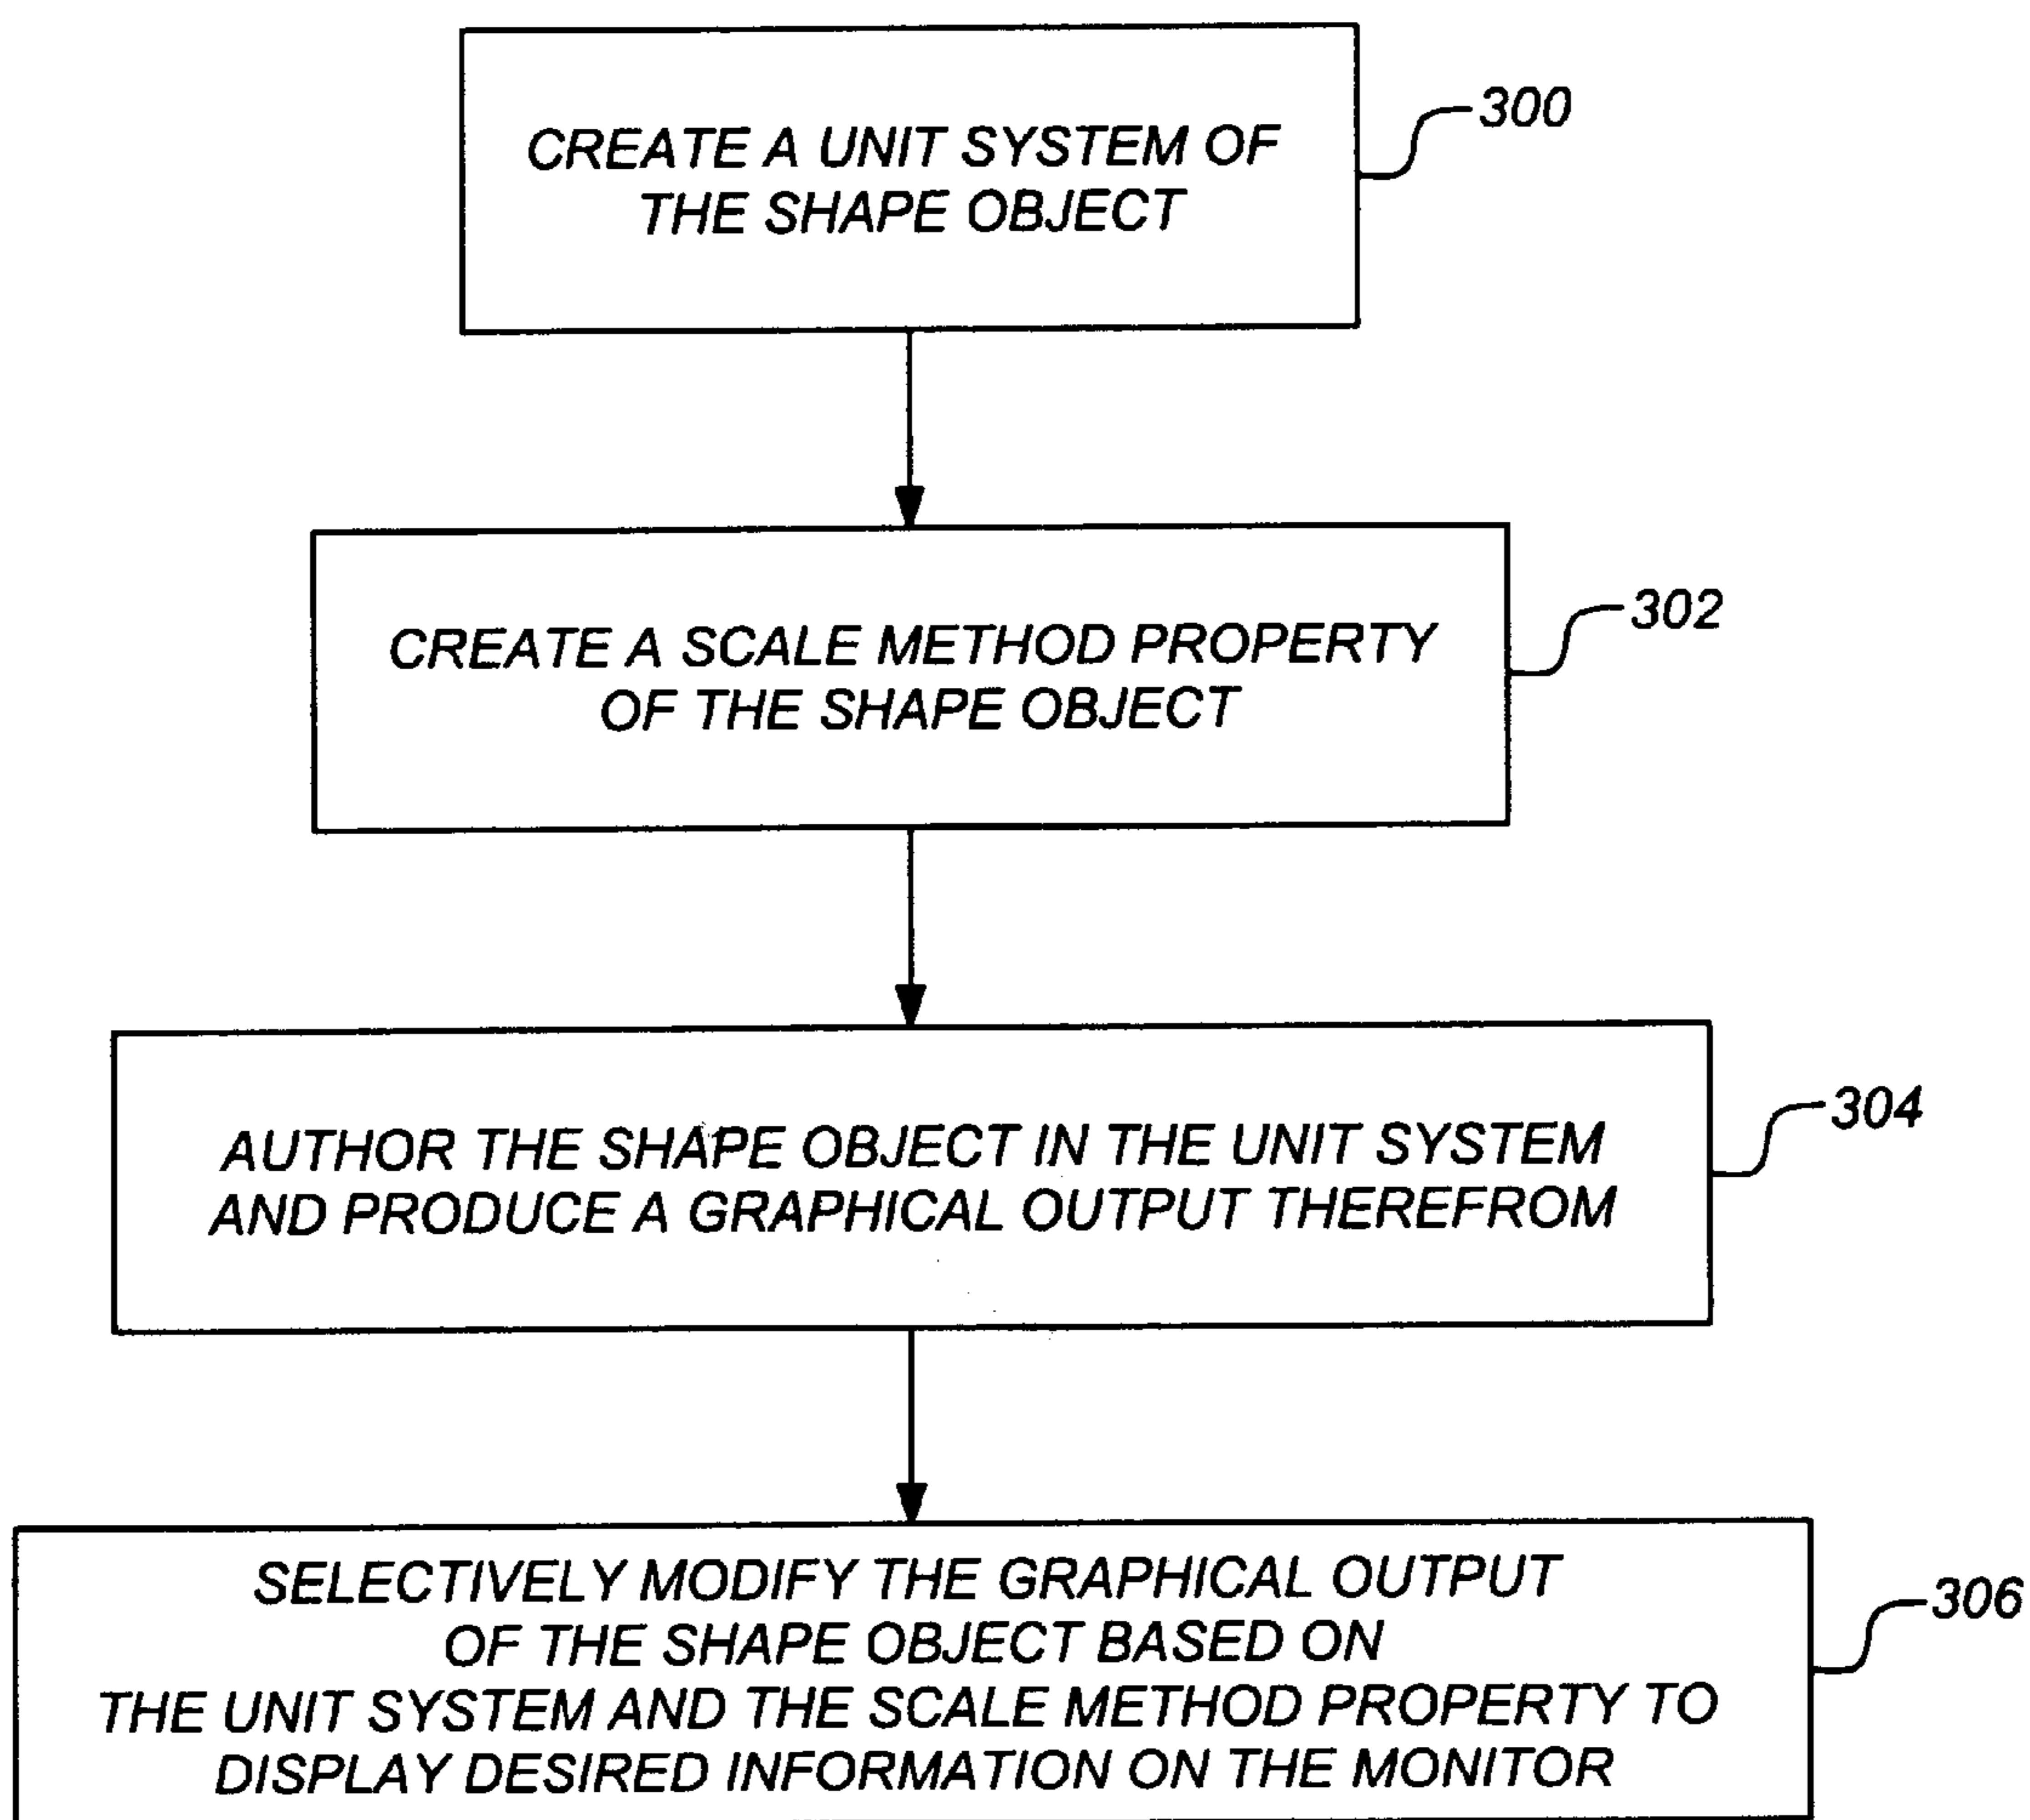 CREATE A UNIT SYSTEM OF
THE SHAPE OBJECT
300
CREATE A SCALE METHOD PROPERTY
OF THE SHAPE OBJECT
302
AUTHOR THE SHAPE OBJECT IN THE UNIT SYSTEM
AND PRODUCE A GRAPHICAL OUTPUT THEREFROM
304
SELECTIVELY MODIFY THE GRAPHICAL OUTPUT
OF THE SHAPE OBJECT BASED ON
THE UNIT SYSTEM AND THE SCALE METHOD PROPERTY TO
DISPLAY DESIRED INFORMATION ON THE MONITOR
306